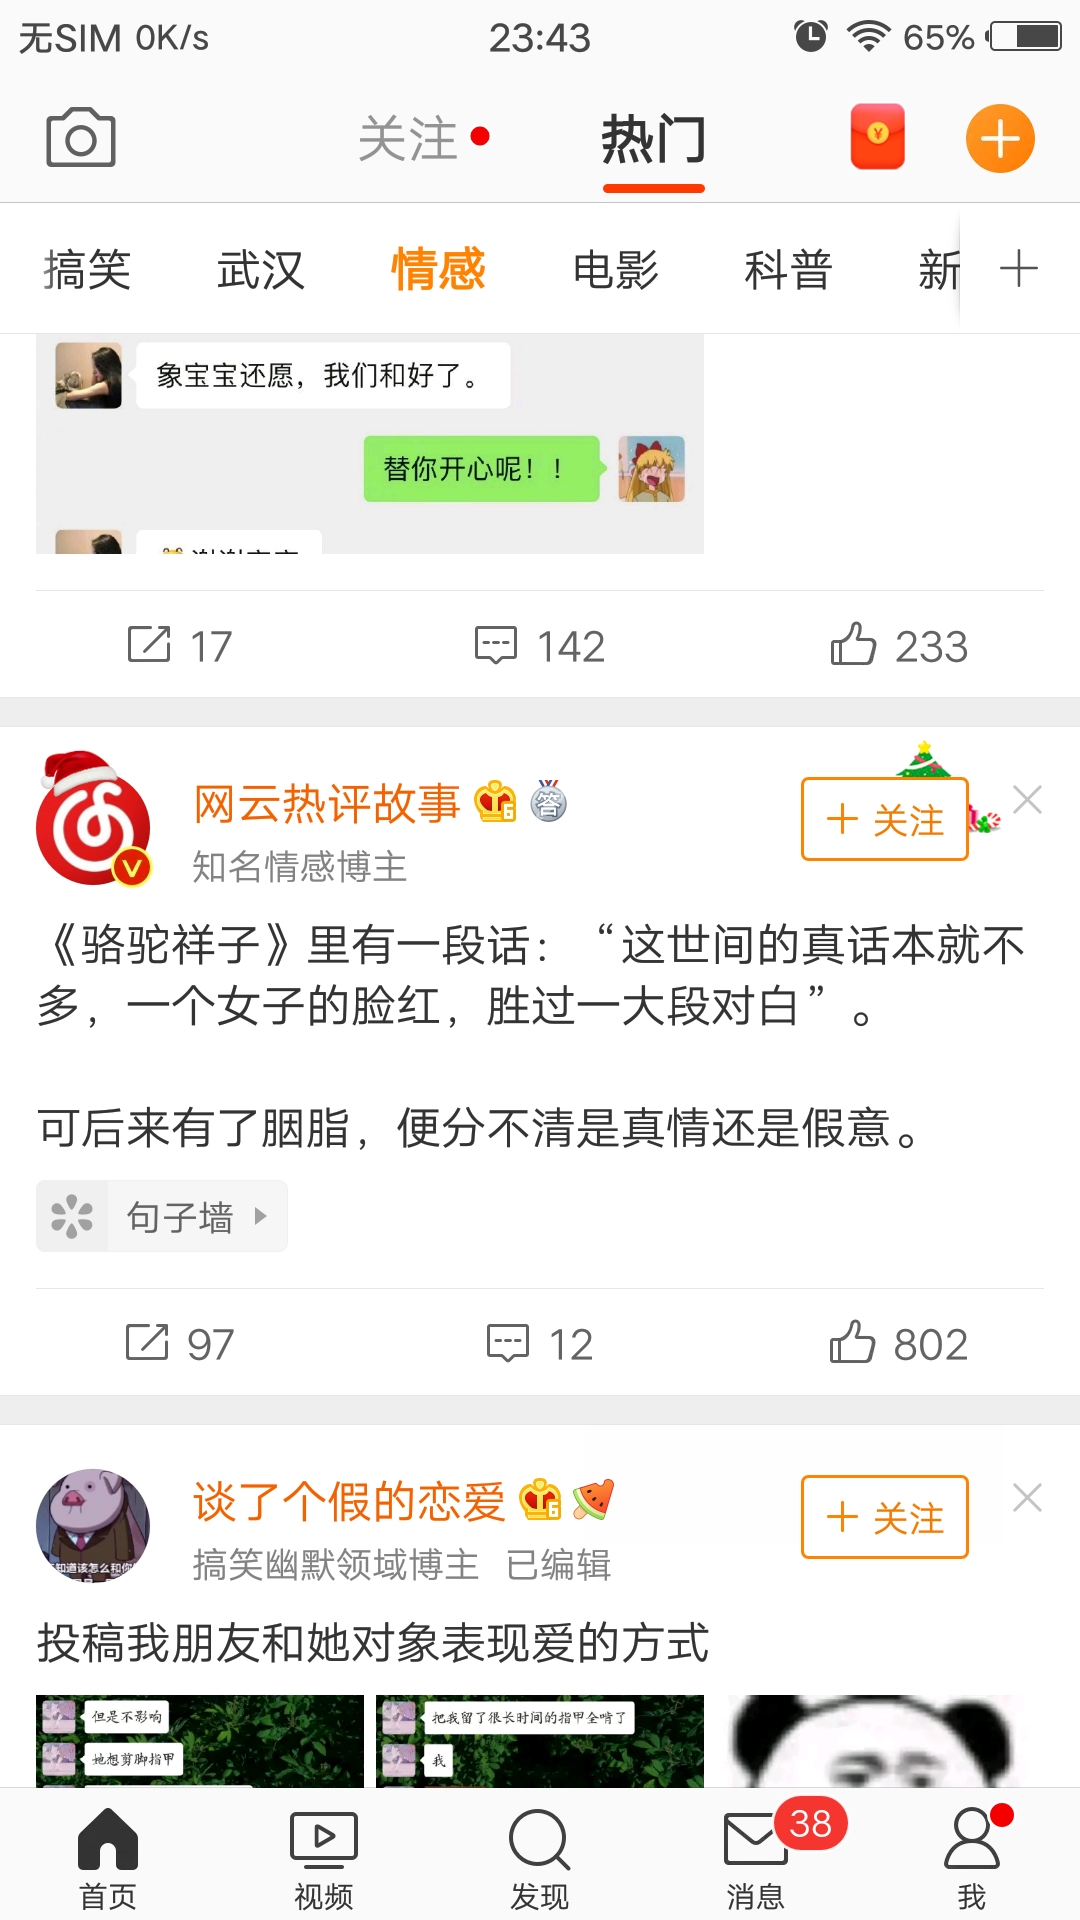 无SIM 0K/s 23:43 65%
关注 热门
搞笑 武汉 情感 电影 科普 新
象宝宝还愿，我们和好了。
替你开心呢！！
17 142 233
网云热评故事
知名情感博主
+ 关注
《骆驼祥子》里有一段话：“这世间的真话本就不
多，一个女子的脸红，胜过一大段对白”。
可后来有了胭脂，便分不清是真情还是假意。
句子墙
97 12 802
谈了个假的恋爱
搞笑幽默领域博主 已编辑
+ 关注
投稿我朋友和她对象表现爱的方式
但是不影响
她想剪脚指甲
把我留了很长时间的指甲全啃了
我
首页 视频 发现 消息 38 我